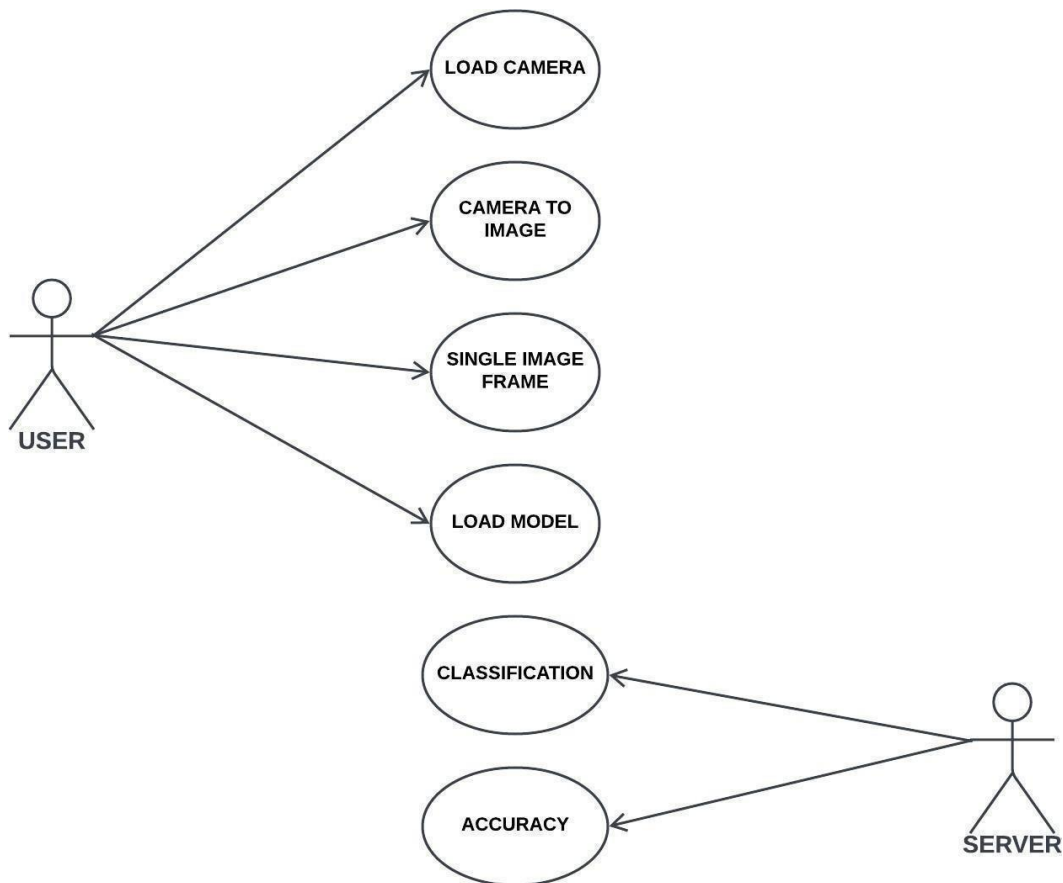 LOAD CAMERA
CAMERA TO
IMAGE
SINGLE IMAGE
FRAME
USER
LOAD MODEL
CLASSIFICATION
ACCURACY
SERVER